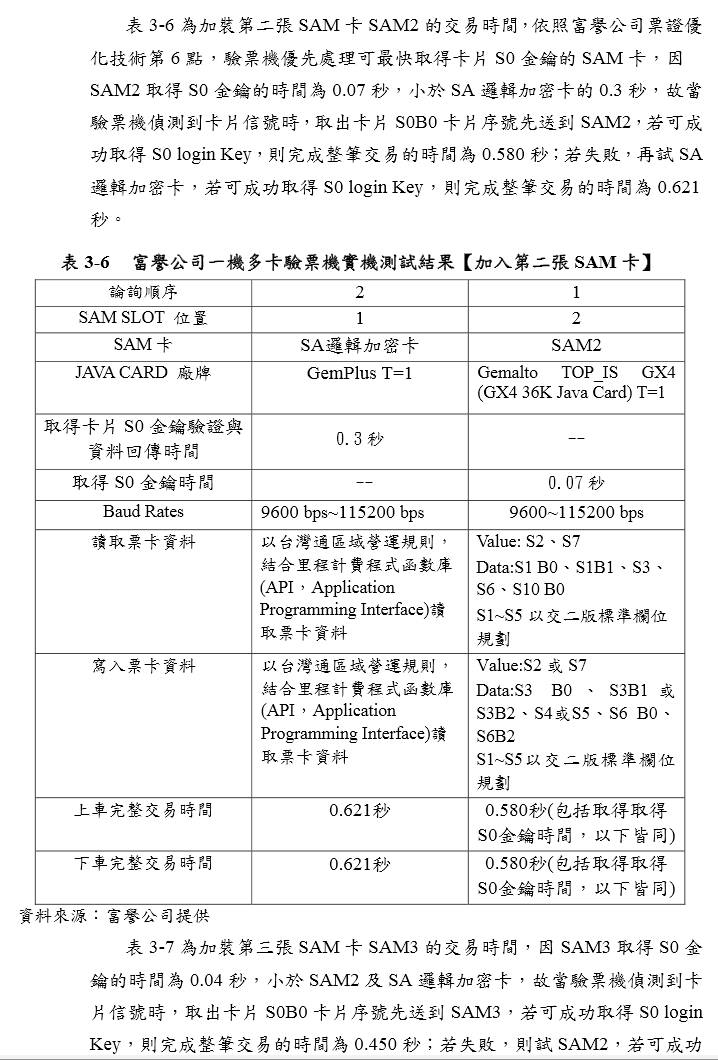 表 3-6 為加裝第二張 SAM 卡 SAM2 的交易時間，依照富譽公司票證優
化技術第 6 點，驗票機優先處理可最快取得卡片 S0 金鑰的 SAM 卡，因
SAM2 取得 S0 金鑰的時間為 0.07 秒，小於 SA 邏輯加密卡的 0.3 秒，故當
驗票機偵測到卡片信號時，取出卡片 S0B0 卡片序號先送到 SAM2，若可成
功取得 S0 login Key，則完成整筆交易的時間為 0.580 秒；若失敗，再試 SA
邏輯加密卡，若可成功取得 S0 login Key，則完成整筆交易的時間為 0.621
秒。
表 3-6 富譽公司一機多卡驗票機實機測試結果【加入第二張 SAM 卡】
論詢順序 2 1
SAM SLOT 位置 1 2
SAM 卡 SA邏輯加密卡 SAM2
JAVA CARD 廠牌 GemPlus T=1 Gemalto TOP_IS GX4
(GX4 36K Java Card) T=1
取得卡片 S0 金鑰驗證與
資料回傳時間 0.3 秒 --
取得 S0 金鑰時間 -- 0.07 秒
Baud Rates 9600 bps~115200 bps 9600~115200 bps
讀取票卡資料
以台灣通區域營運規則，
結合里程計費程式函數庫
(API，Application
Programming Interface)讀
取票卡資料
Value: S2、S7
Data:S1 B0、S1B1、S3、
S6、S10 B0
S1~S5 以交二版標準欄位
規劃
寫入票卡資料
以台灣通區域營運規則，
結合里程計費程式函數庫
(API，Application
Programming Interface)讀
取票卡資料
Value:S2 或 S7
Data:S3 B0、S3B1 或
S3B2、S4或S5、S6 B0、
S6B2
S1~S5以交二版標準欄位
規劃
上車完整交易時間 0.621秒 0.580秒(包括取得取得
S0金鑰時間，以下皆同)
下車完整交易時間 0.621秒 0.580秒(包括取得取得
S0金鑰時間，以下皆同)
資料來源：富譽公司提供
表 3-7 為加裝第三張 SAM 卡 SAM3 的交易時間，因 SAM3 取得 S0 金
鑰的時間為 0.04 秒，小於 SAM2 及 SA 邏輯加密卡，故當驗票機偵測到卡
片信號時，取出卡片 S0B0 卡片序號先送到 SAM3，若可成功取得 S0 login
Key，則完成整筆交易的時間為 0.450 秒；若失敗，則試 SAM2，若可成功